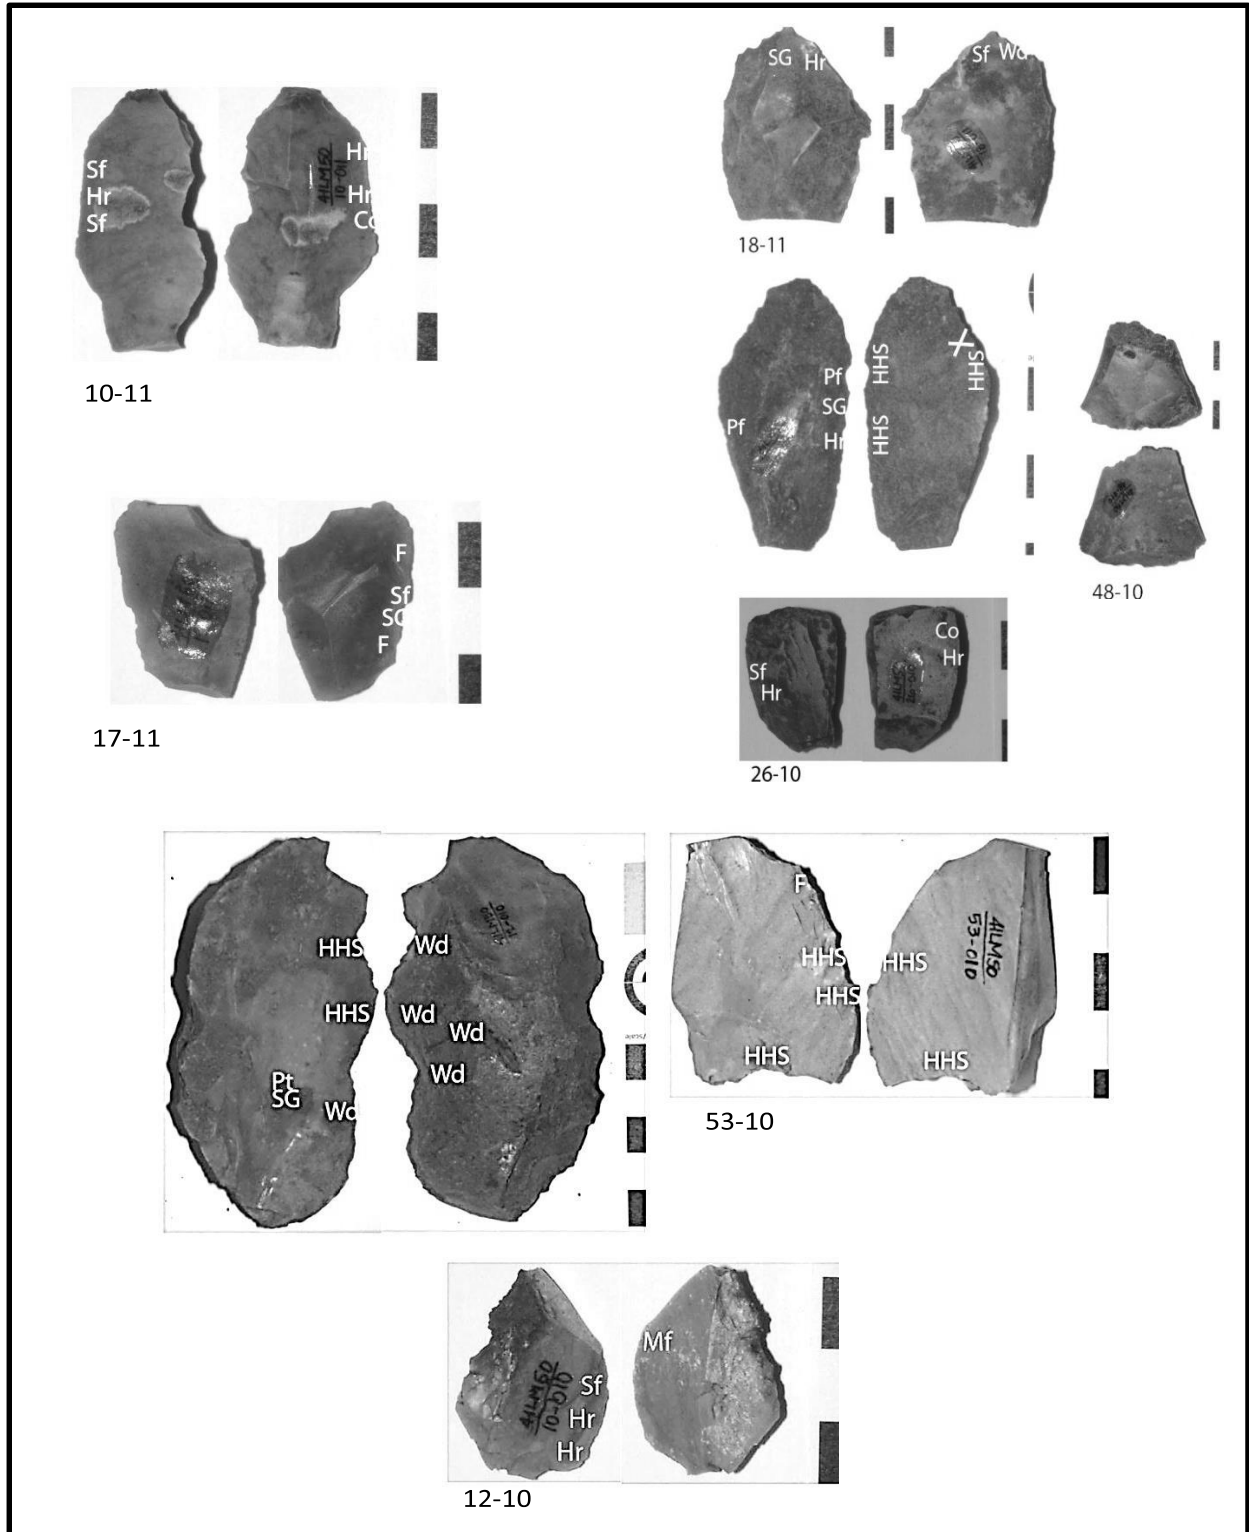 SG Hr
Sf Wd
18-11
Sf
Hr
Sf
Hr
Hr
Co
41LM50
10-011
10-11
Pf
Pf
SG
Hr
HHS
HHS
HHS
X
48-10
F
Sf
SG
F
17-11
Sf
Hr
Co
Hr
41LM50
26-10
HHS
HHS
Pt
SG
Wd
Wd
Wd
Wd
Wd
41LM50
/scale
F
HHS
HHS
HHS
HHS
HHS
41LM50
53-010
53-10
Sf
Hr
Hr
41LM50
Mf
12-10